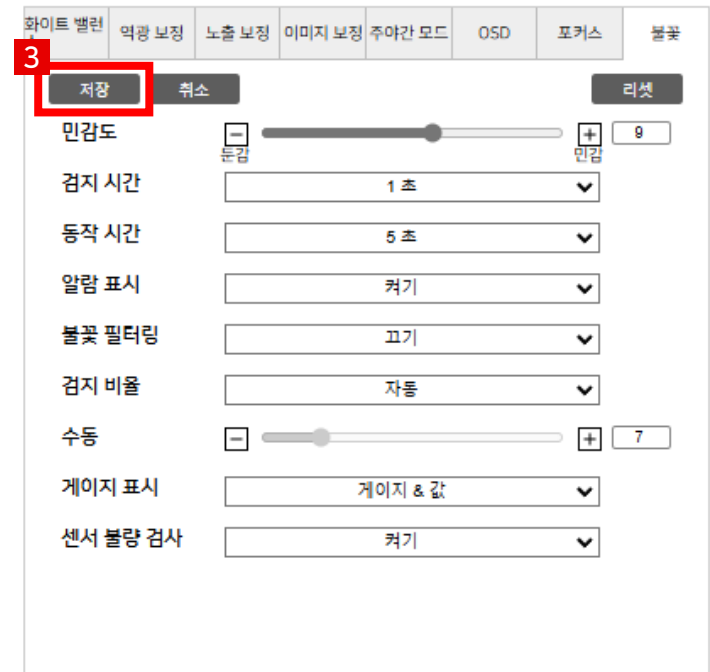 화이트 밸런 역광 보정 노출 보정 이미지 보정 주야간 모드 OSD 포커스 불꽃
3
저장 취소 리셋
민감도 − + 9
둔감 민감
검지 시간 1 초
동작 시간 5 초
알람 표시 켜기
불꽃 필터링 끄기
검지 비율 자동
수동 − + 7
게이지 표시 게이지 & 값
센서 불량 검사 켜기